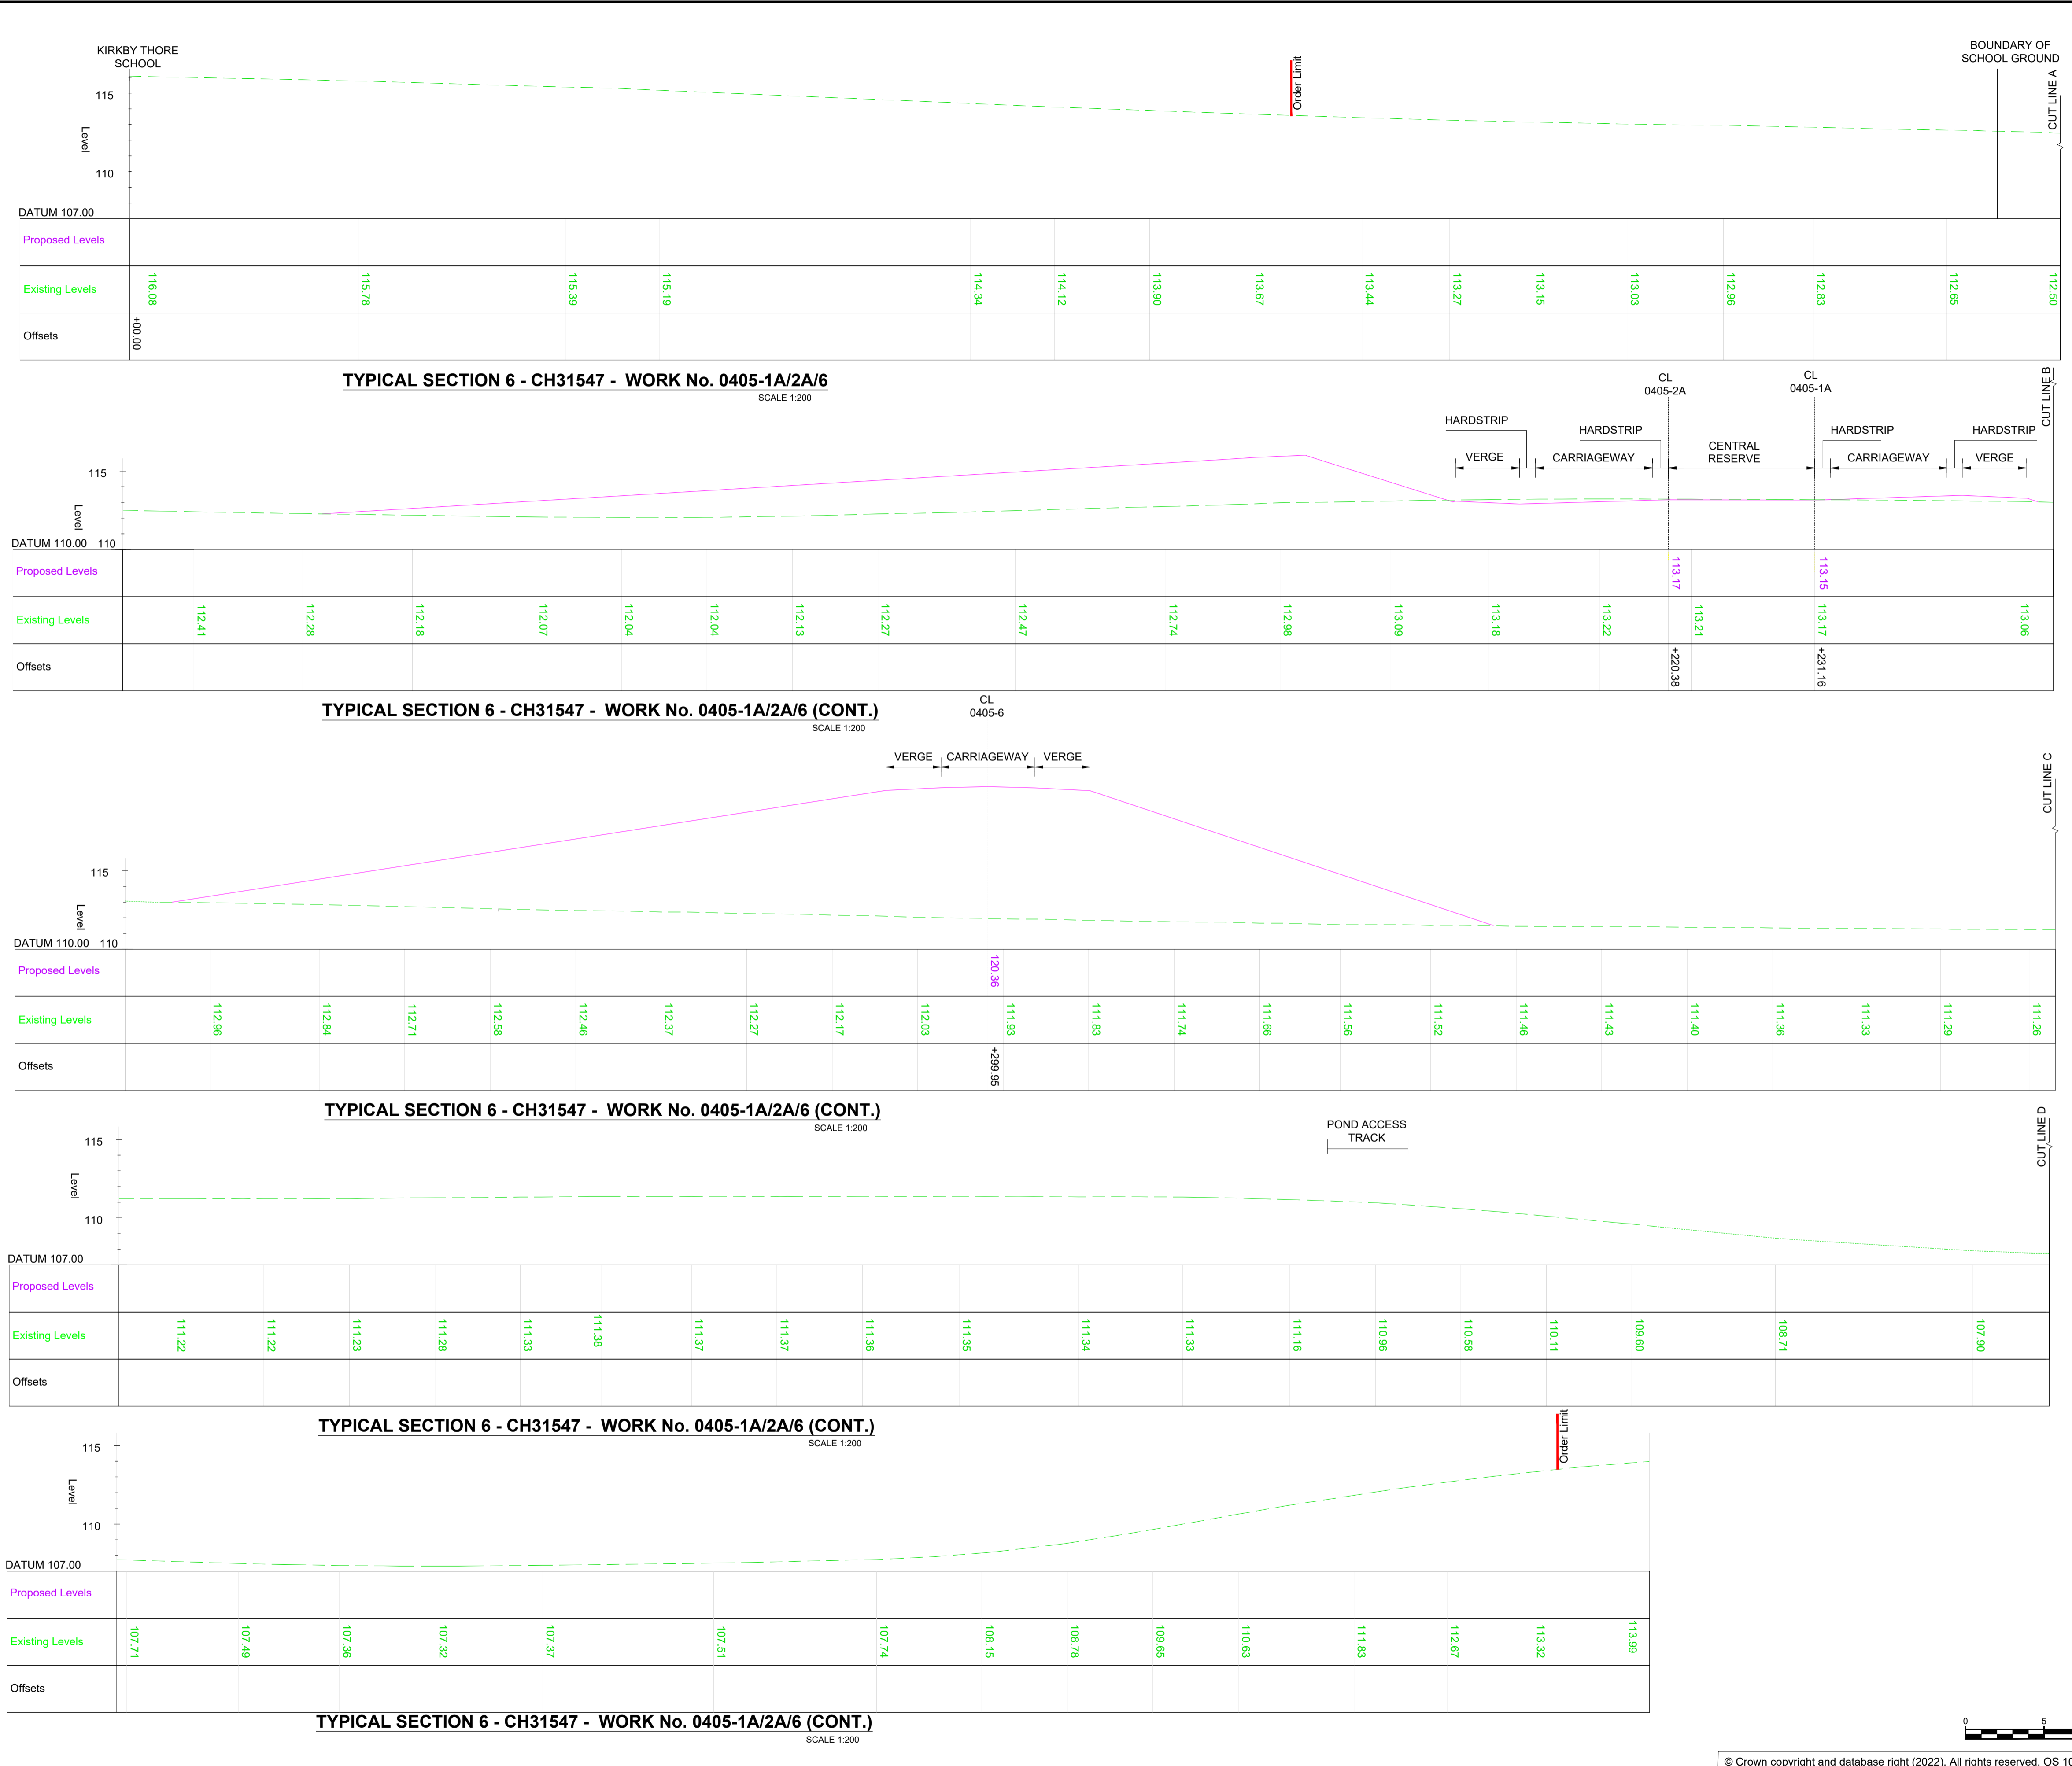 KIRKBY THORE
SCHOOL
Order Limit
BOUNDARY OF
SCHOOL GROUND
CUT LINE A
115
Level
110
DATUM 107.00
Proposed Levels
Existing Levels
116.08 115.78 115.39 115.19 114.34 114.12 113.90 113.67 113.44 113.27 113.15 113.03 112.96 112.83 112.65 112.50
Offsets
+00.00
TYPICAL SECTION 6 - CH31547 - WORK No. 0405-1A/2A/6
SCALE 1:200
CL
0405-2A
CL
0405-1A
CUT LINE B
HARDSTRIP
HARDSTRIP
HARDSTRIP
HARDSTRIP
VERGE
CARRIAGEWAY
CENTRAL
RESERVE
CARRIAGEWAY
VERGE
115
Level
DATUM 110.00 110
Proposed Levels
113.17 113.15
Existing Levels
112.41 112.28 112.18 112.07 112.04 112.04 112.13 112.27 112.47 112.74 112.98 113.09 113.18 113.22 113.21 113.17 113.06
Offsets
+220.38 +231.16
TYPICAL SECTION 6 - CH31547 - WORK No. 0405-1A/2A/6 (CONT.)
SCALE 1:200
CL
0405-6
VERGE CARRIAGEWAY VERGE
CUT LINE C
115
Level
DATUM 110.00 110
Proposed Levels
120.36
Existing Levels
112.96 112.84 112.71 112.58 112.46 112.37 112.27 112.17 112.03 111.93 111.83 111.74 111.66 111.56 111.52 111.46 111.43 111.40 111.36 111.33 111.29 111.26
Offsets
+299.95
TYPICAL SECTION 6 - CH31547 - WORK No. 0405-1A/2A/6 (CONT.)
SCALE 1:200
POND ACCESS
TRACK
CUT LINE D
115
Level
110
DATUM 107.00
Proposed Levels
Existing Levels
111.22 111.22 111.23 111.28 111.33 111.38 111.37 111.37 111.36 111.35 111.34 111.33 111.16 110.96 110.58 110.11 109.60 108.71 107.90
Offsets
TYPICAL SECTION 6 - CH31547 - WORK No. 0405-1A/2A/6 (CONT.)
SCALE 1:200
Order Limit
115
Level
110
DATUM 107.00
Proposed Levels
Existing Levels
107.71 107.49 107.36 107.32 107.37 107.51 107.74 108.15 108.78 109.65 110.63 111.83 112.67 113.32 113.99
Offsets
TYPICAL SECTION 6 - CH31547 - WORK No. 0405-1A/2A/6 (CONT.)
SCALE 1:200
0 5
© Crown copyright and database right (2022). All rights reserved. OS 10